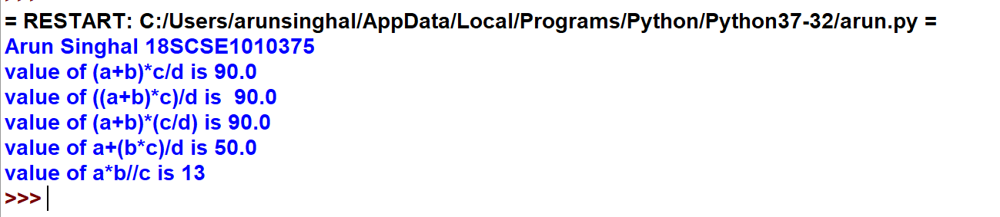 = RESTART: C:/Users/arunsinghal/AppData/Local/Programs/Python/Python37-32/arun.py =
Arun Singhal 18SCSE1010375
value of (a+b)*c/d is 90.0
value of ((a+b)*c)/d is  90.0
value of (a+b)*(c/d) is 90.0
value of a+(b*c)/d is 50.0
value of a*b//c is 13
>>>